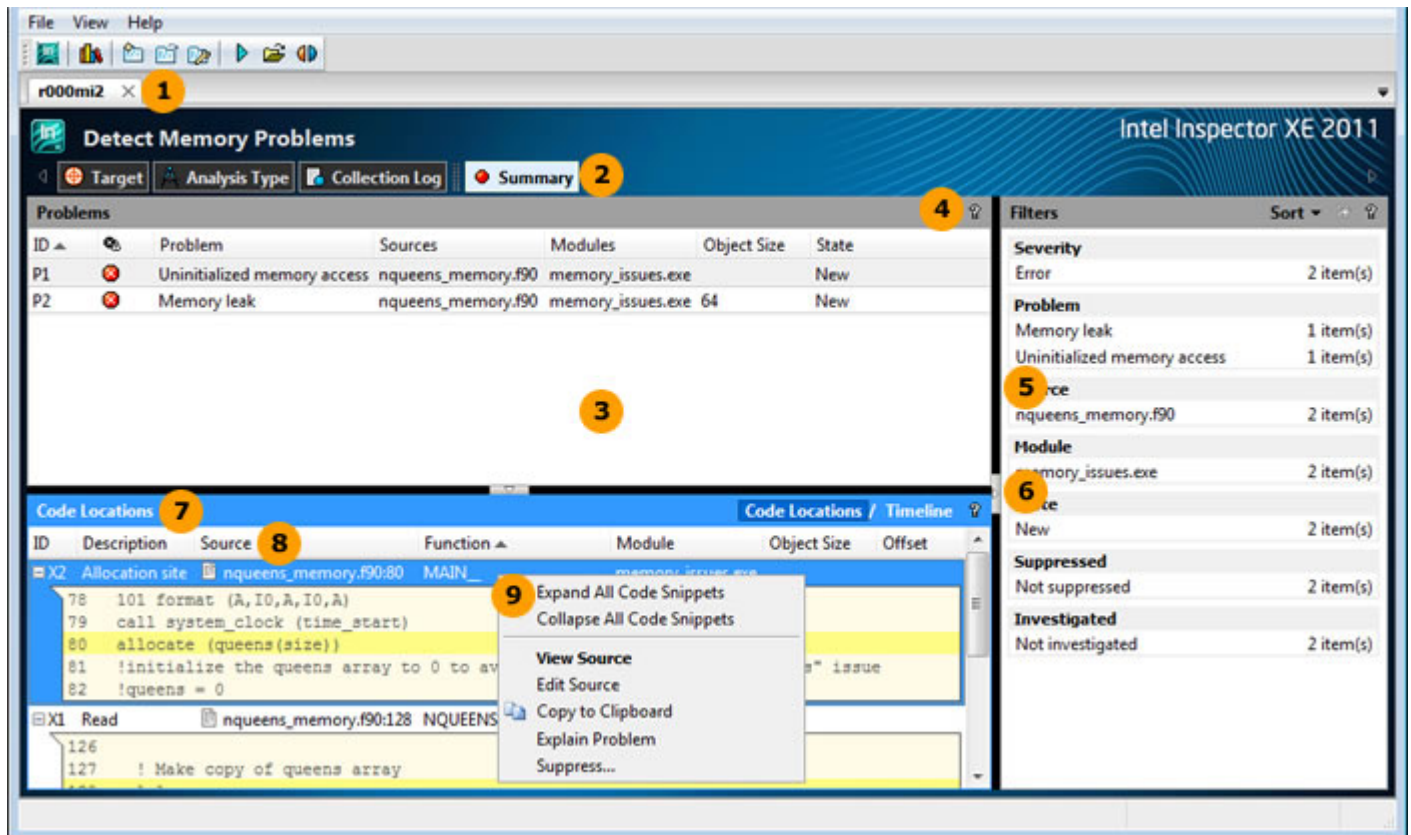 File View Help
r000mi2
1
Detect Memory Problems
Intel Inspector XE 2011
Target Analysis Type Collection Log Summary 2
Problems 4
ID Problem Sources Modules Object Size State
P1 Uninitialized memory access nqueens_memory.f90 memory_issues.exe New
P2 Memory leak nqueens_memory.f90 memory_issues.exe 64 New
3
Filters Sort
Severity
Error 2 item(s)
Problem
Memory leak 1 item(s)
Uninitialized memory access 1 item(s)
5
nqueens_memory.f90 2 item(s)
Module
memory_issues.exe 2 item(s)
6
New 2 item(s)
Suppressed
Not suppressed 2 item(s)
Investigated
Not investigated 2 item(s)
Code Locations 7 Code Locations / Timeline
ID Description Source 8 Function Module Object Size Offset
X2 Allocation site nqueens_memory.f90:80 MAIN__
78 101 format (A,I0,A,I0,A)
79 call system_clock (time_start)
80 allocate (queens(size))
81 !initialize the queens array to 0 to av s" issue
82 !queens = 0
X1 Read nqueens_memory.f90:128 NQUEENS
126
127 ! Make copy of queens array
9
Expand All Code Snippets
Collapse All Code Snippets
View Source
Edit Source
Copy to Clipboard
Explain Problem
Suppress...